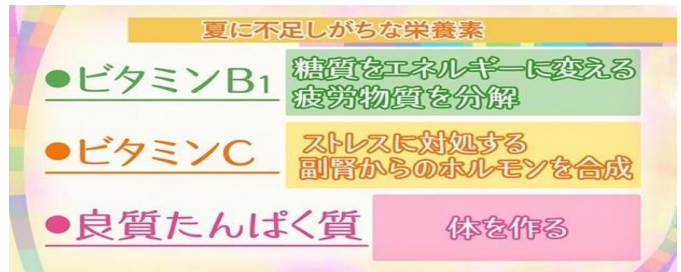 夏に不足しがちな栄養素
●ビタミンB1
糖質をエネルギーに変える
疲労物質を分解
●ビタミンC
ストレスに対処する
副腎からのホルモンを合成
●良質たんぱく質
体を作る